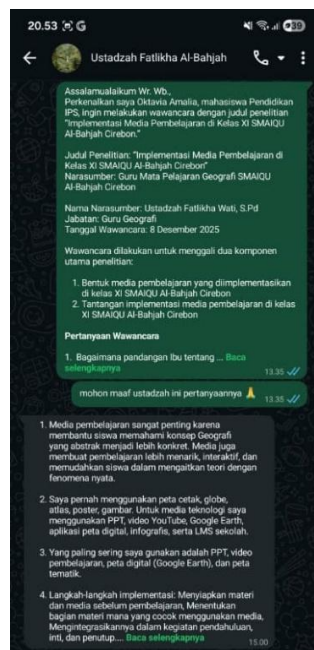 20.53
39
Ustadzah Fatlikha Al-Bahjah
Assalamualaikum Wr. Wb.,
Perkenalkan saya Oktavia Amalia, mahasiswa Pendidikan
IPS, ingin melakukan wawancara dengan judul penelitian
"Implementasi Media Pembelajaran di Kelas XI SMAIQU
Al-Bahjah Cirebon."
Judul Penelitian: "Implementasi Media Pembelajaran di
Kelas XI SMAIQU Al-Bahjah Cirebon"
Narasumber: Guru Mata Pelajaran Geografi SMAIQU
Al-Bahjah Cirebon
Nama Narasumber: Ustadzah Fatlikha Wati, S.Pd
Jabatan: Guru Geografi
Tanggal Wawancara: 8 Desember 2025
Wawancara dilakukan untuk menggali dua komponen
utama penelitian:
1. Bentuk media pembelajaran yang diimplementasikan
di kelas XI SMAIQU Al-Bahjah Cirebon
2. Tantangan implementasi media pembelajaran di kelas
XI SMAIQU Al-Bahjah Cirebon
Pertanyaan Wawancara
1. Bagaimana pandangan Ibu tentang ... Baca
selengkapnya
13.35
mohon maaf ustadzah ini pertanyaannya 🙏
13.35
1. Media pembelajaran sangat penting karena
membantu siswa memahami konsep Geografi
yang abstrak menjadi lebih konkret. Media juga
membuat pembelajaran lebih menarik, interaktif, dan
memudahkan siswa dalam mengaitkan teori dengan
fenomena nyata.
2. Saya pernah menggunakan peta cetak, globe,
atlas, poster, gambar. Untuk media teknologi saya
menggunakan PPT, video YouTube, Google Earth,
aplikasi peta digital, infografis, serta LMS sekolah.
3. Yang paling sering saya gunakan adalah PPT, video
pembelajaran, peta digital (Google Earth), dan peta
tematik.
4. Langkah-langkah implementasi: Menyiapkan materi
dan media sebelum pembelajaran, Menentukan
bagian materi mana yang cocok menggunakan media,
Mengintegrasikannya dalam kegiatan pendahuluan,
inti, dan penutup.... Baca selengkapnya
15.00